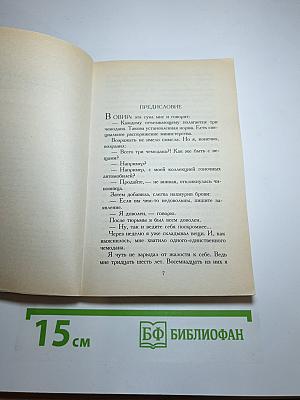 ПРЕДИСЛОВИЕ
В ОВИРе эта сука мне и говорит:
— Каждому отъезжающему полагается три
чемодана. Такова установленная норма. Есть спе-
циальное распоряжение министерства.
Возражать не имело смысла. Но я, конечно,
возразил:
— Всего три чемодана?! Как же быть с ве-
щами?
— Например?
— Например, с моей коллекцией гоночных
автомобилей?
— Продайте, — не вникая, откликнулась чи-
новница.
Затем добавила, слегка нахмурив брови:
— Если вы чем-то недовольны, пишите за-
явление.
— Я доволен, — говорю.
После тюрьмы я был всем доволен.
— Ну, так и ведите себя поскромнее...
Через неделю я уже складывал вещи. И, как
выяснилось, мне хватило одного-единственного
чемодана.
Я чуть не зарыдал от жалости к себе. Ведь
мне тридцать шесть лет. Восемнадцать из них я
7
15 см
БФ БИБЛИОФАН